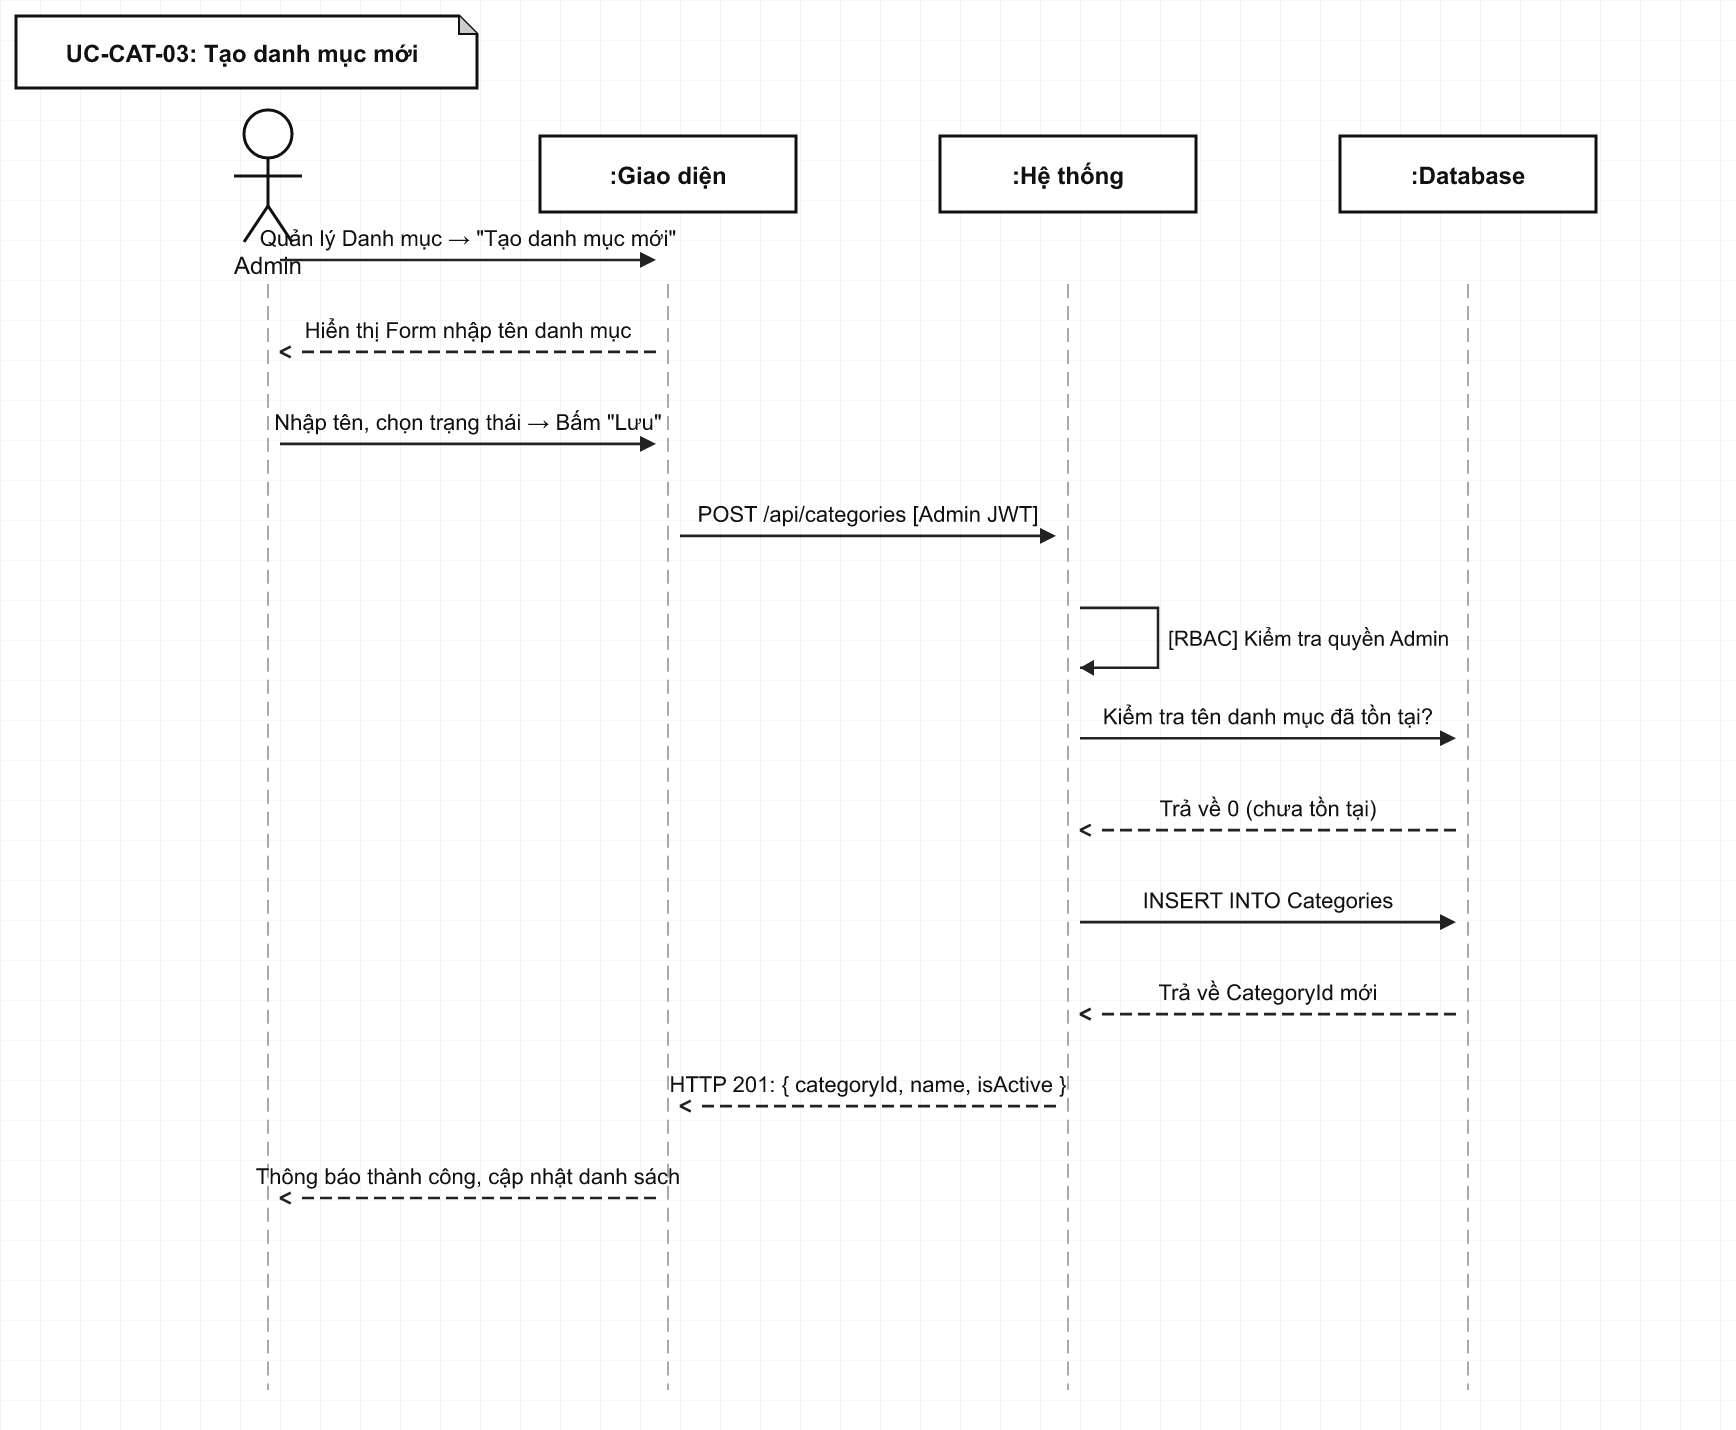 UC-CAT-03: Tạo danh mục mới
:Giao diện
:Hệ thống
:Database
Quản lý Danh mục → "Tạo danh mục mới"
Admin
Hiển thị Form nhập tên danh mục
Nhập tên, chọn trạng thái → Bấm "Lưu"
POST /api/categories [Admin JWT]
[RBAC] Kiểm tra quyền Admin
Kiểm tra tên danh mục đã tồn tại?
Trả về 0 (chưa tồn tại)
INSERT INTO Categories
Trả về CategoryId mới
HTTP 201: { categoryId, name, isActive }
Thông báo thành công, cập nhật danh sách